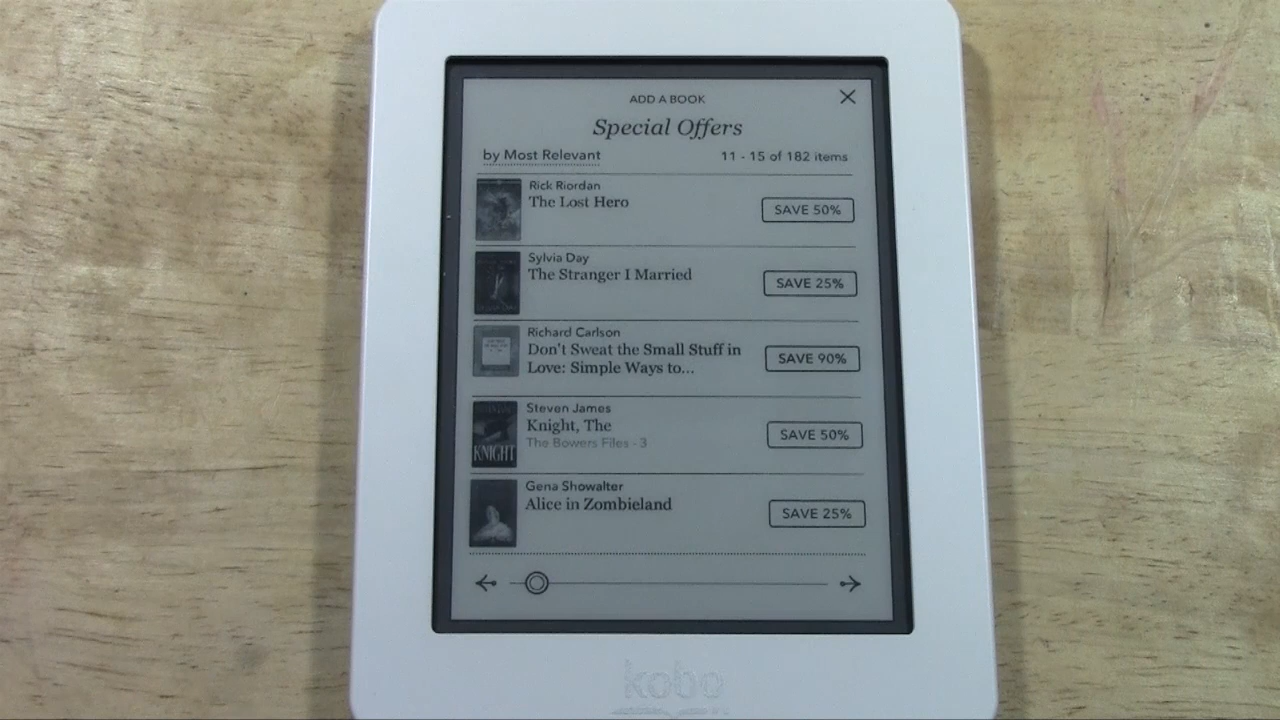 ADD A BOOK
Special Offers
by Most Relevant 11 - 15 of 182 items
Rick Riordan
The Lost Hero
SAVE 50%
Sylvia Day
The Stranger I Married
SAVE 25%
Richard Carlson
Don't Sweat the Small Stuff in
Love: Simple Ways to...
SAVE 90%
Steven James
Knight, The
The Bowers Files - 3
SAVE 50%
KNIGHT
Gena Showalter
Alice in Zombieland
SAVE 25%
kobo